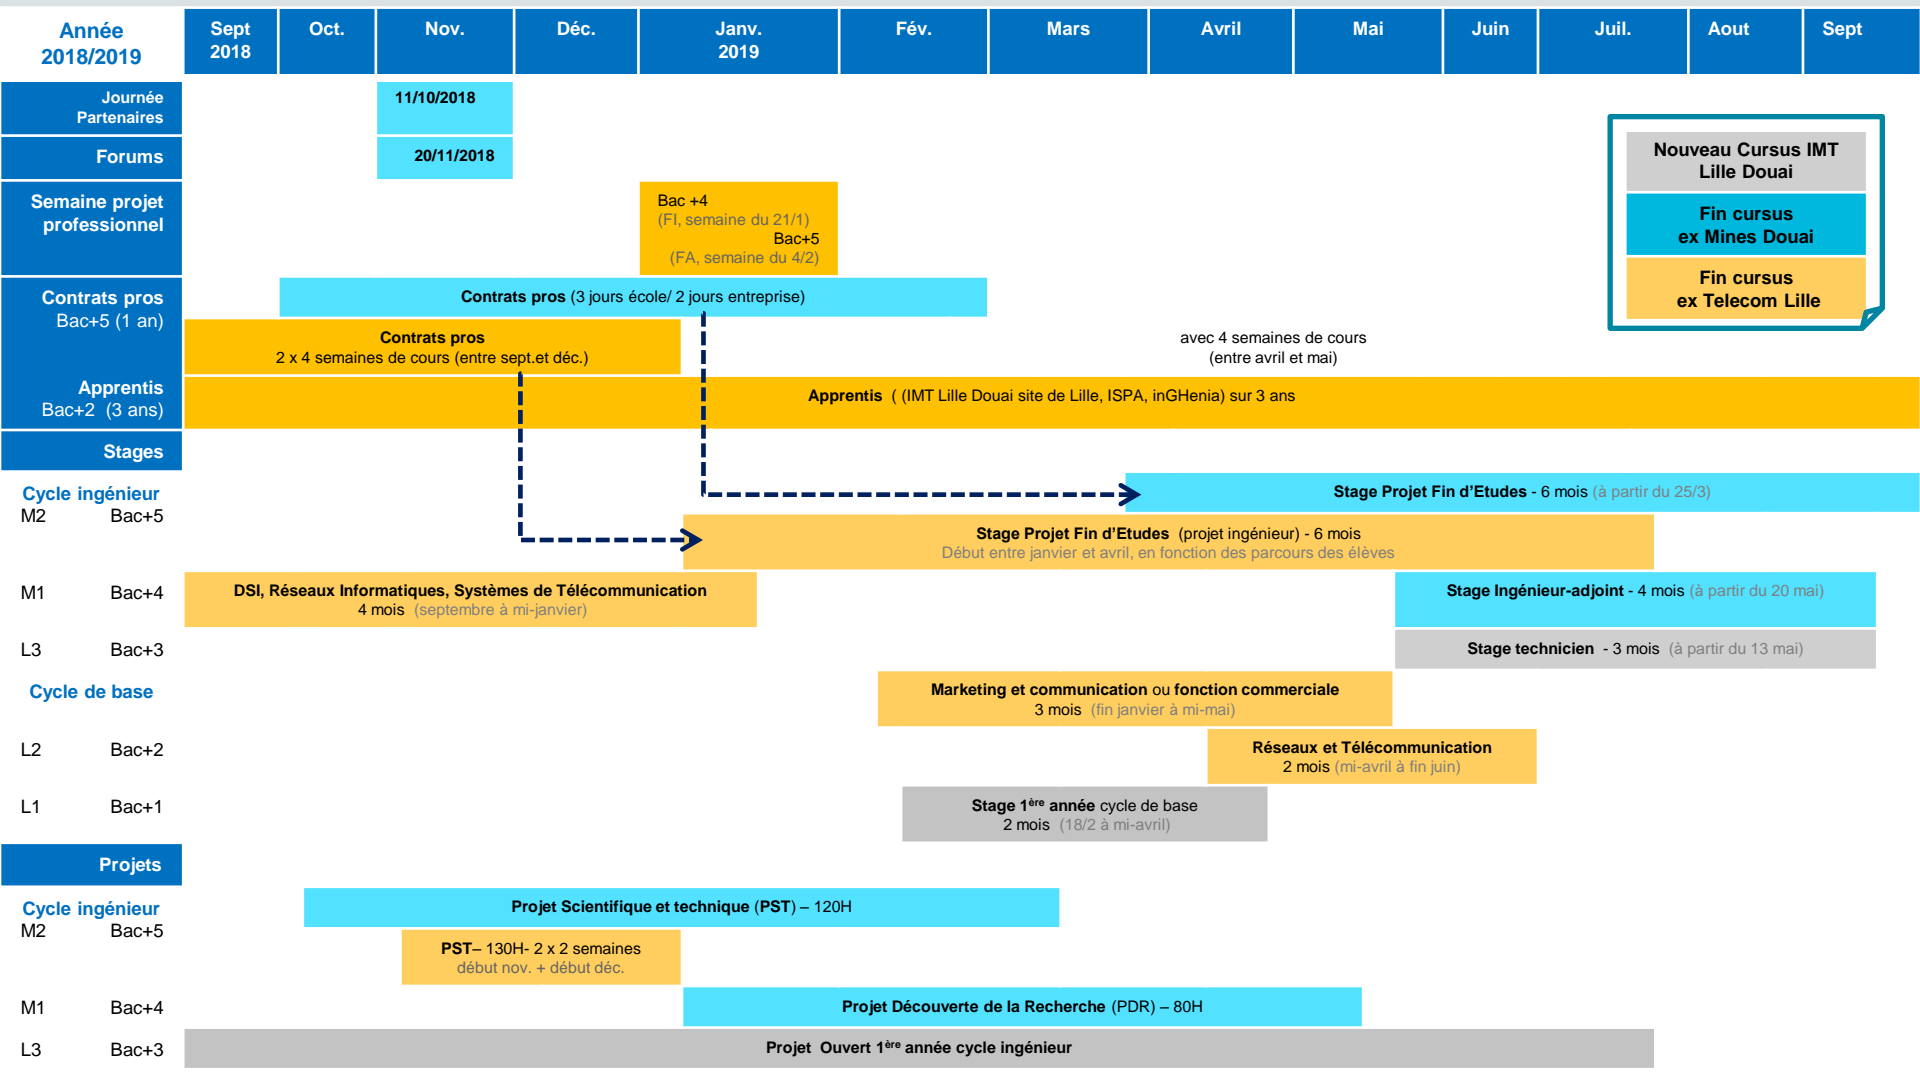 Année
2018/2019
Sept
2018
Oct.
Nov.
Déc.
Janv.
2019
Fév.
Mars
Avril
Mai
Juin
Juil.
Aout
Sept
Journée
Partenaires
11/10/2018
Forums
20/11/2018
Nouveau Cursus IMT
Lille Douai
Fin cursus
ex Mines Douai
Fin cursus
ex Telecom Lille
Semaine projet
professionnel
Bac +4
(FI, semaine du 21/1)
Bac+5
(FA, semaine du 4/2)
Contrats pros
Bac+5 (1 an)
Contrats pros (3 jours école/ 2 jours entreprise)
Contrats pros
2 x 4 semaines de cours (entre sept.et déc.)
avec 4 semaines de cours
(entre avril et mai)
Apprentis
Bac+2 (3 ans)
Apprentis ( (IMT Lille Douai site de Lille, ISPA, inGHenia) sur 3 ans
Stages
Cycle ingénieur
M2 Bac+5
Stage Projet Fin d’Etudes - 6 mois (à partir du 25/3)
Stage Projet Fin d’Etudes (projet ingénieur) - 6 mois
Début entre janvier et avril, en fonction des parcours des élèves
M1 Bac+4
DSI, Réseaux Informatiques, Systèmes de Télécommunication
4 mois (septembre à mi-janvier)
Stage Ingénieur-adjoint - 4 mois (à partir du 20 mai)
L3 Bac+3
Stage technicien - 3 mois (à partir du 13 mai)
Cycle de base
Marketing et communication ou fonction commerciale
3 mois (fin janvier à mi-mai)
L2 Bac+2
Réseaux et Télécommunication
2 mois (mi-avril à fin juin)
L1 Bac+1
Stage 1ère année cycle de base
2 mois (18/2 à mi-avril)
Projets
Cycle ingénieur
M2 Bac+5
Projet Scientifique et technique (PST) – 120H
PST– 130H- 2 x 2 semaines
début nov. + début déc.
M1 Bac+4
Projet Découverte de la Recherche (PDR) – 80H
L3 Bac+3
Projet Ouvert 1ère année cycle ingénieur